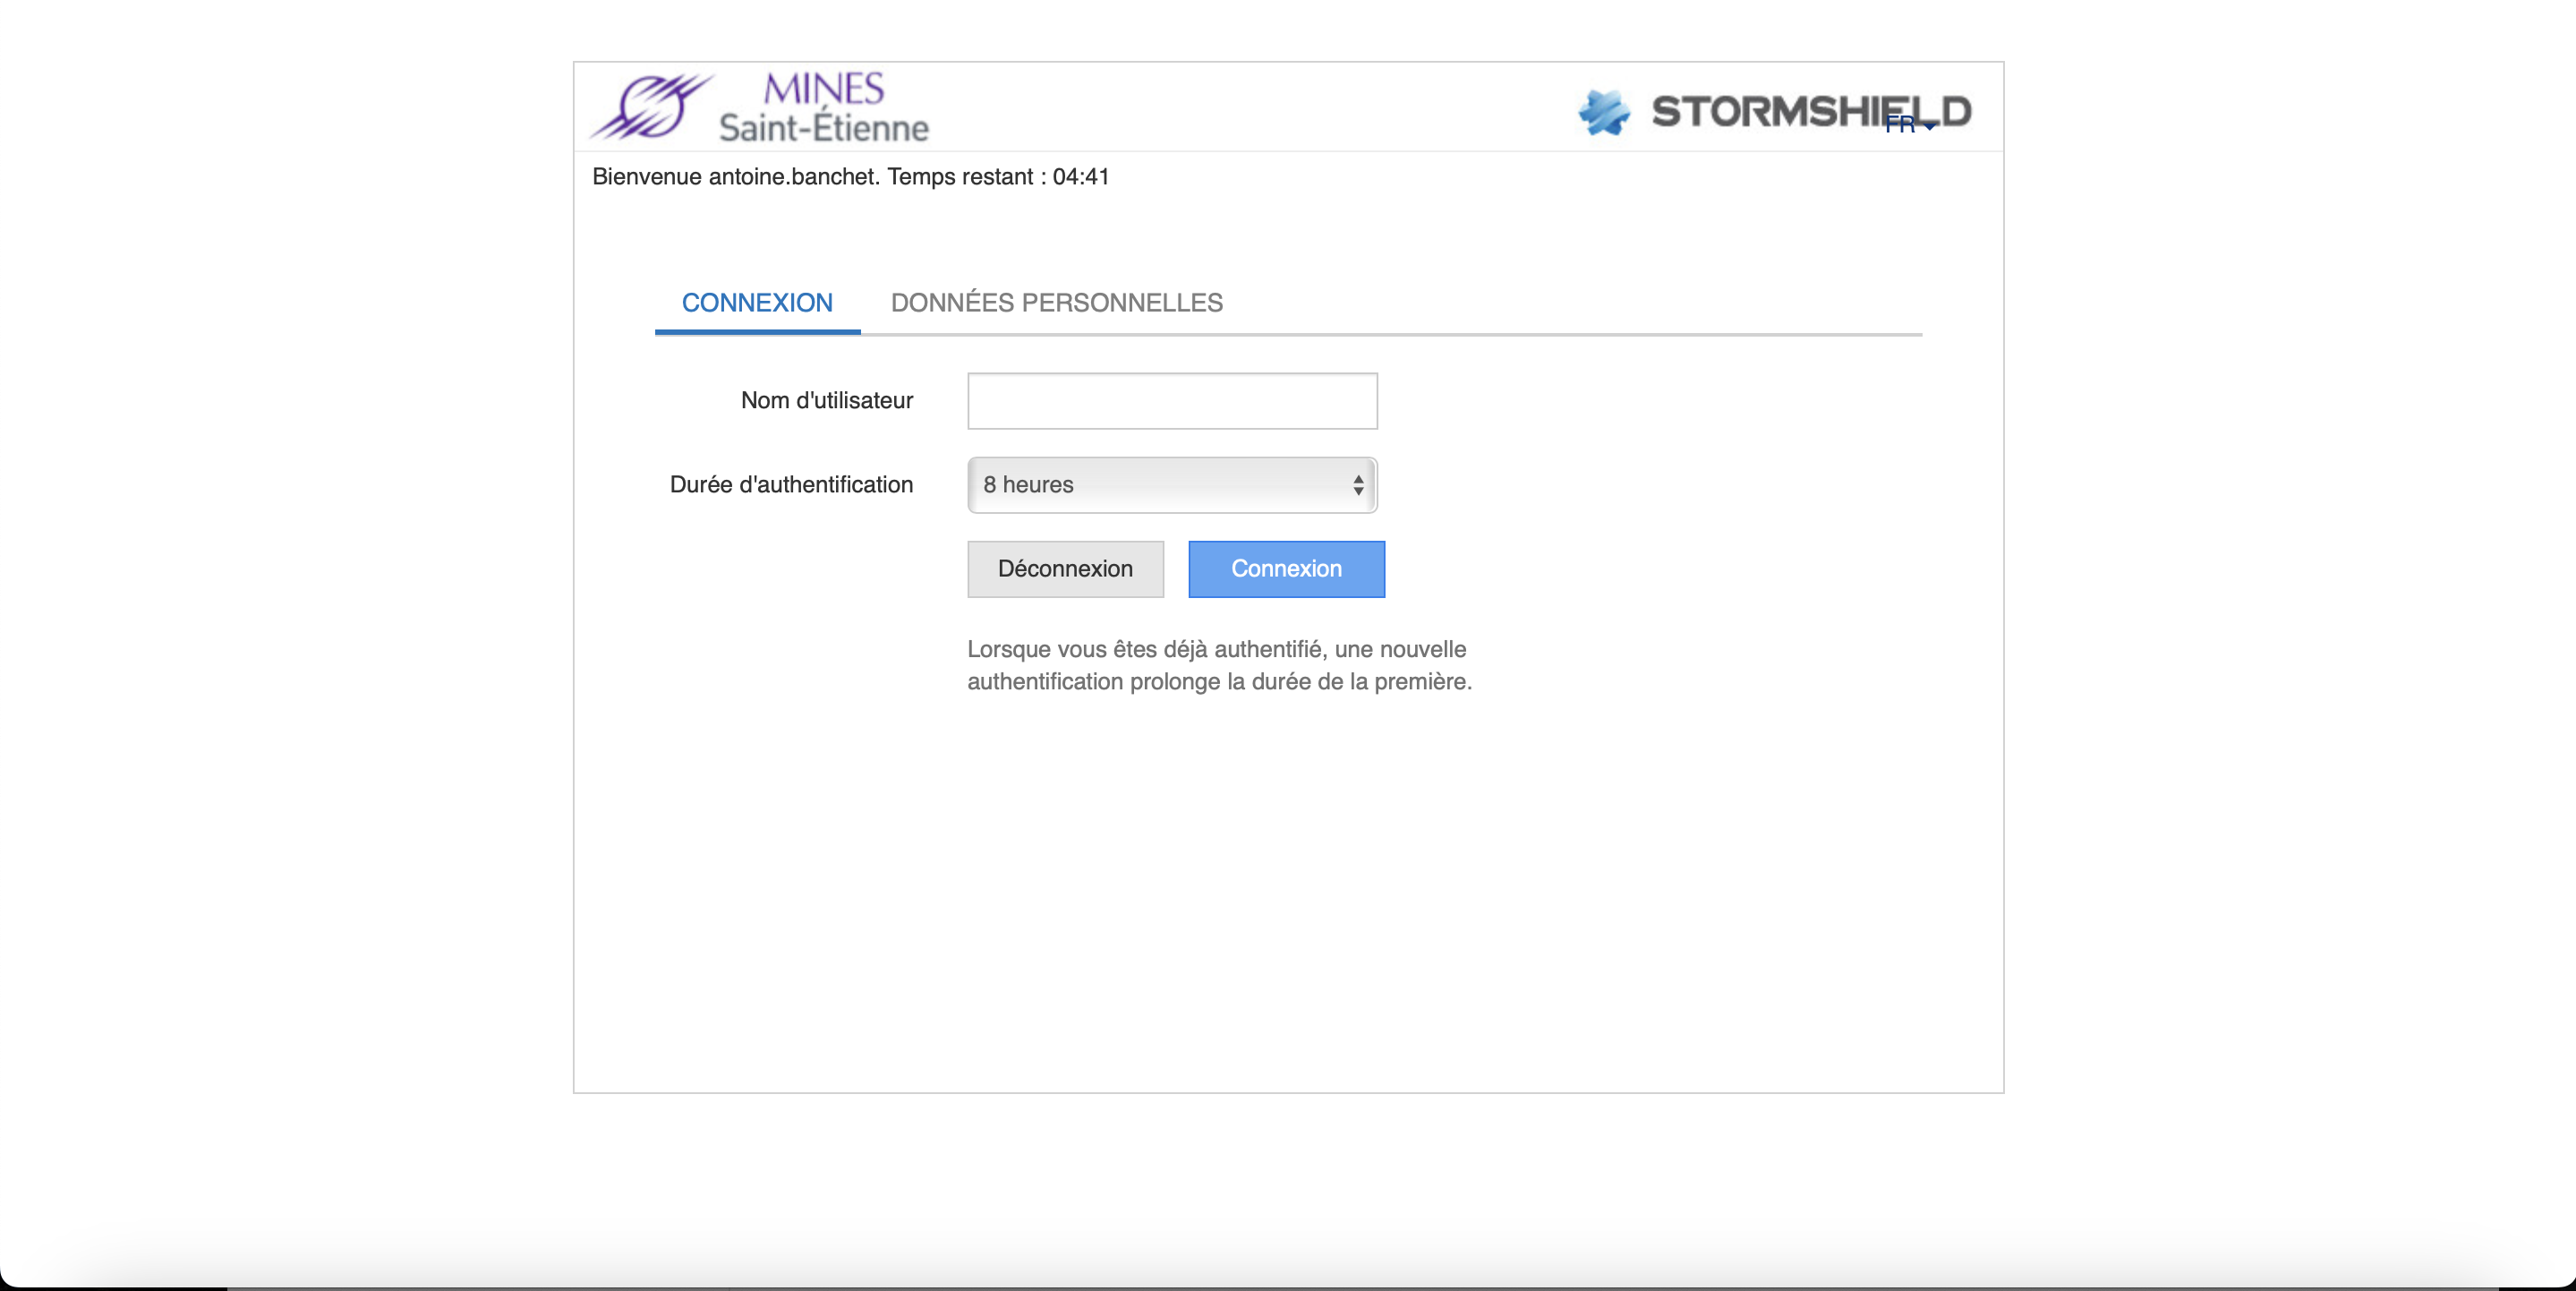 MINES
Saint-Étienne
STORMSHIELD
FR
Bienvenue antoine.banchet. Temps restant : 04:41
CONNEXION DONNÉES PERSONNELLES
Nom d'utilisateur
Durée d'authentification 8 heures
Déconnexion Connexion
Lorsque vous êtes déjà authentifié, une nouvelle
authentification prolonge la durée de la première.